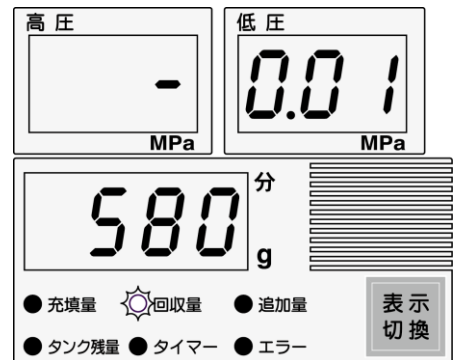 高圧
-
MPa
低圧
0.01
MPa
580
分
g
充填量 回収量 追加量
タンク残量 タイマー エラー
表示
切換